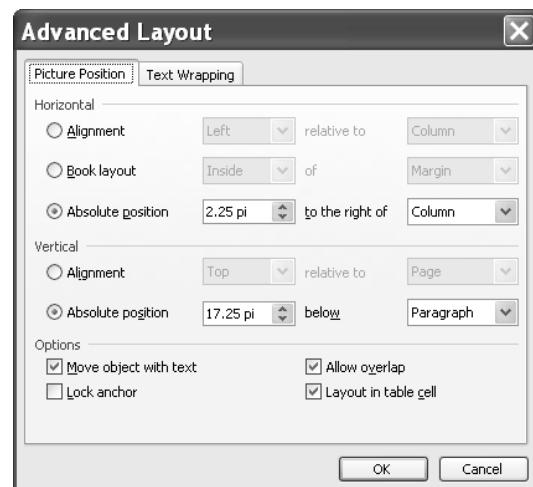 Advanced Layout
Picture Position Text Wrapping
Horizontal
Alignment Left relative to Column
Book layout Inside of Margin
Absolute position 2.25 pi to the right of Column
Vertical
Alignment Top relative to Page
Absolute position 17.25 pi below Paragraph
Options
Move object with text Allow overlap
Lock anchor Layout in table cell
OK Cancel